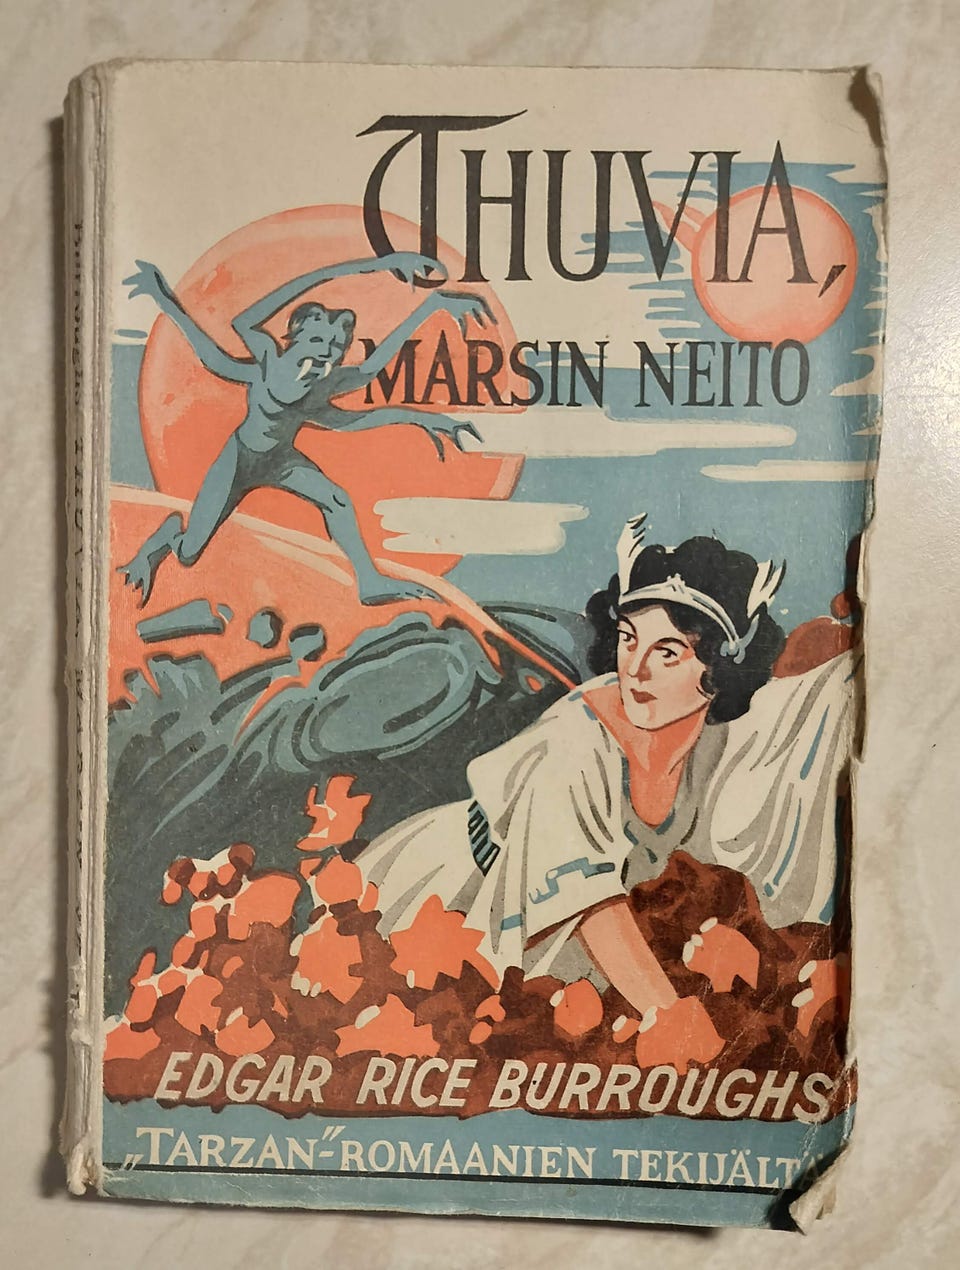 THUVIA,
MARSIN NEITO
EDGAR RICE BURROUGHS
„TARZAN”-ROMAANIEN TEKIJÄLTÄ